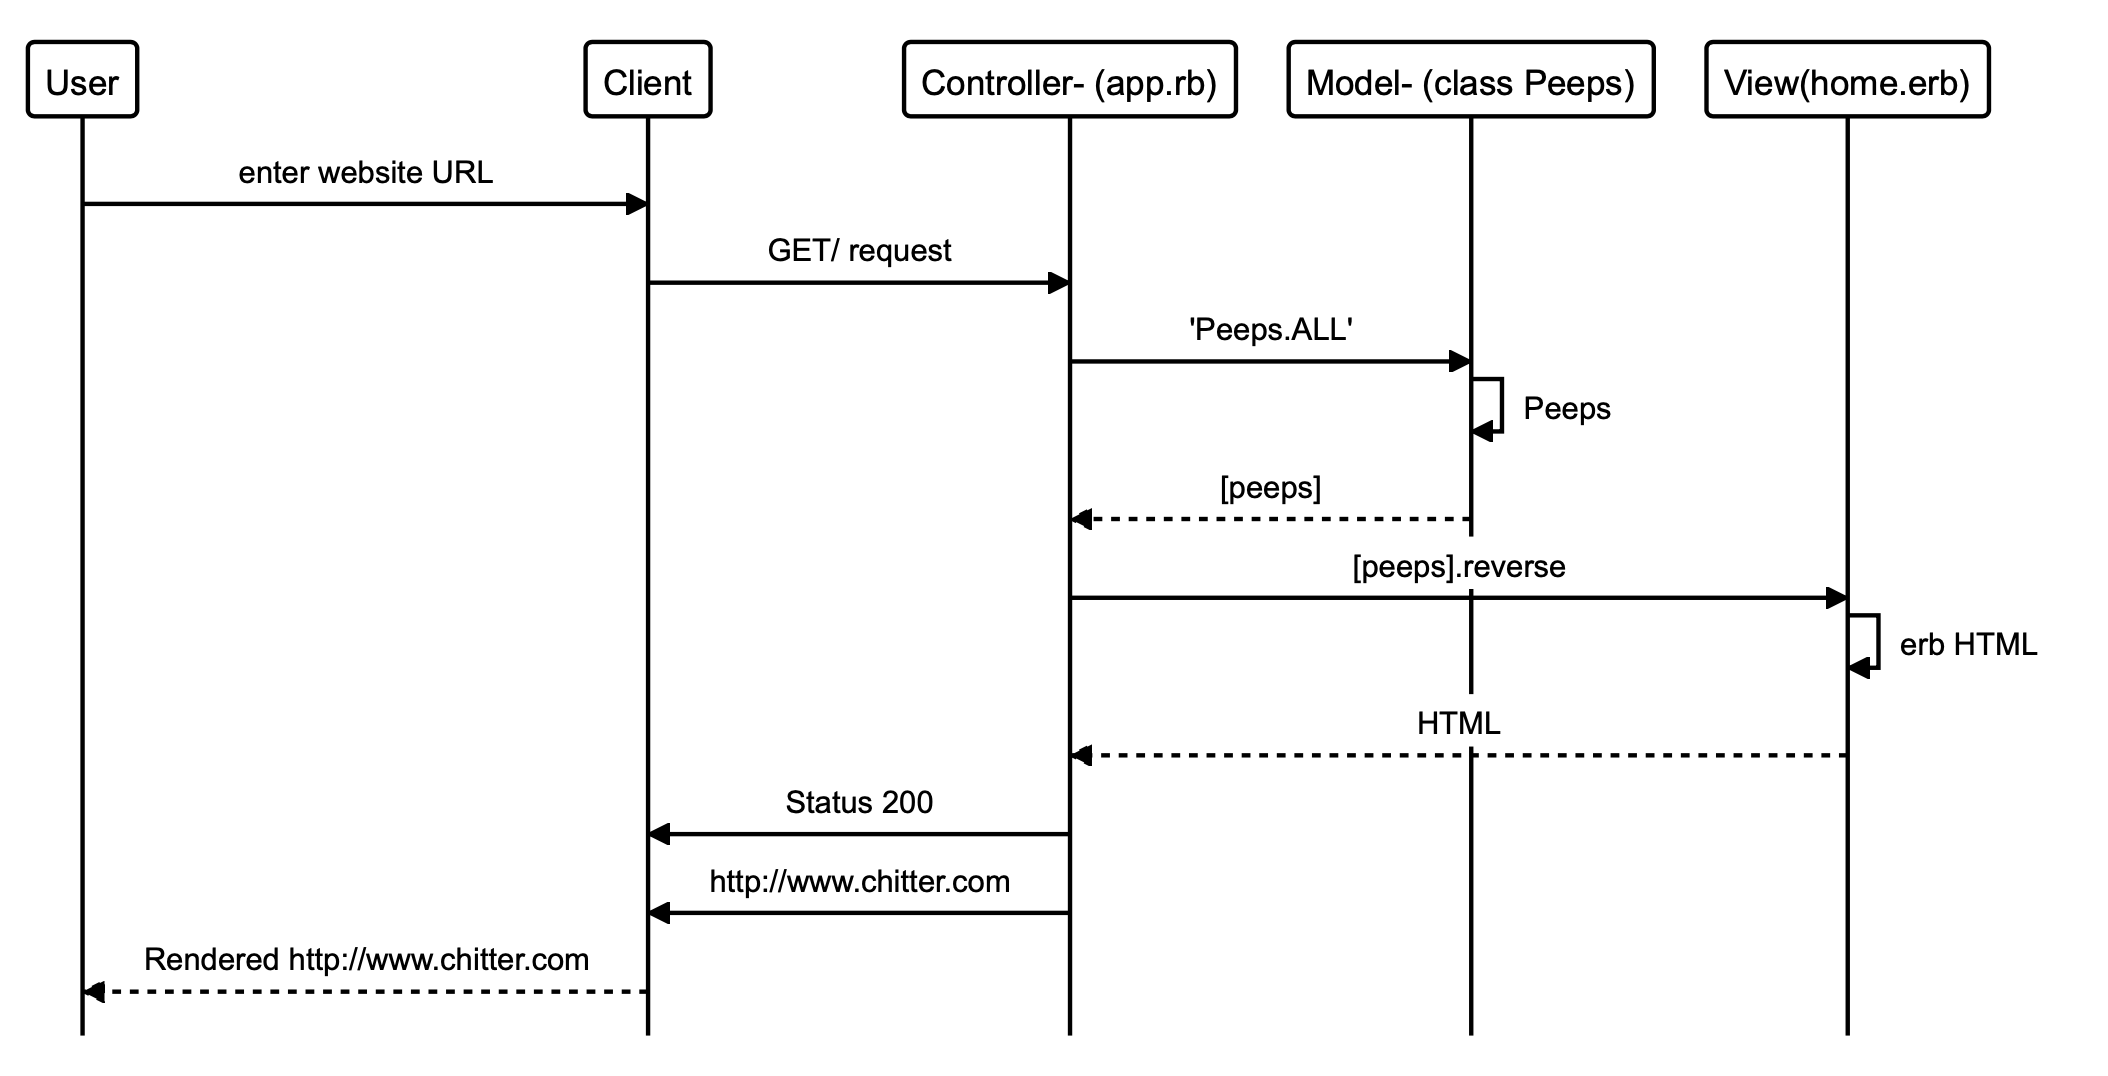 User
Client
Controller- (app.rb)
Model- (class Peeps)
View(home.erb)
enter website URL
GET/ request
'Peeps.ALL'
Peeps
[peeps]
[peeps].reverse
erb HTML
HTML
Status 200
http://www.chitter.com
Rendered http://www.chitter.com